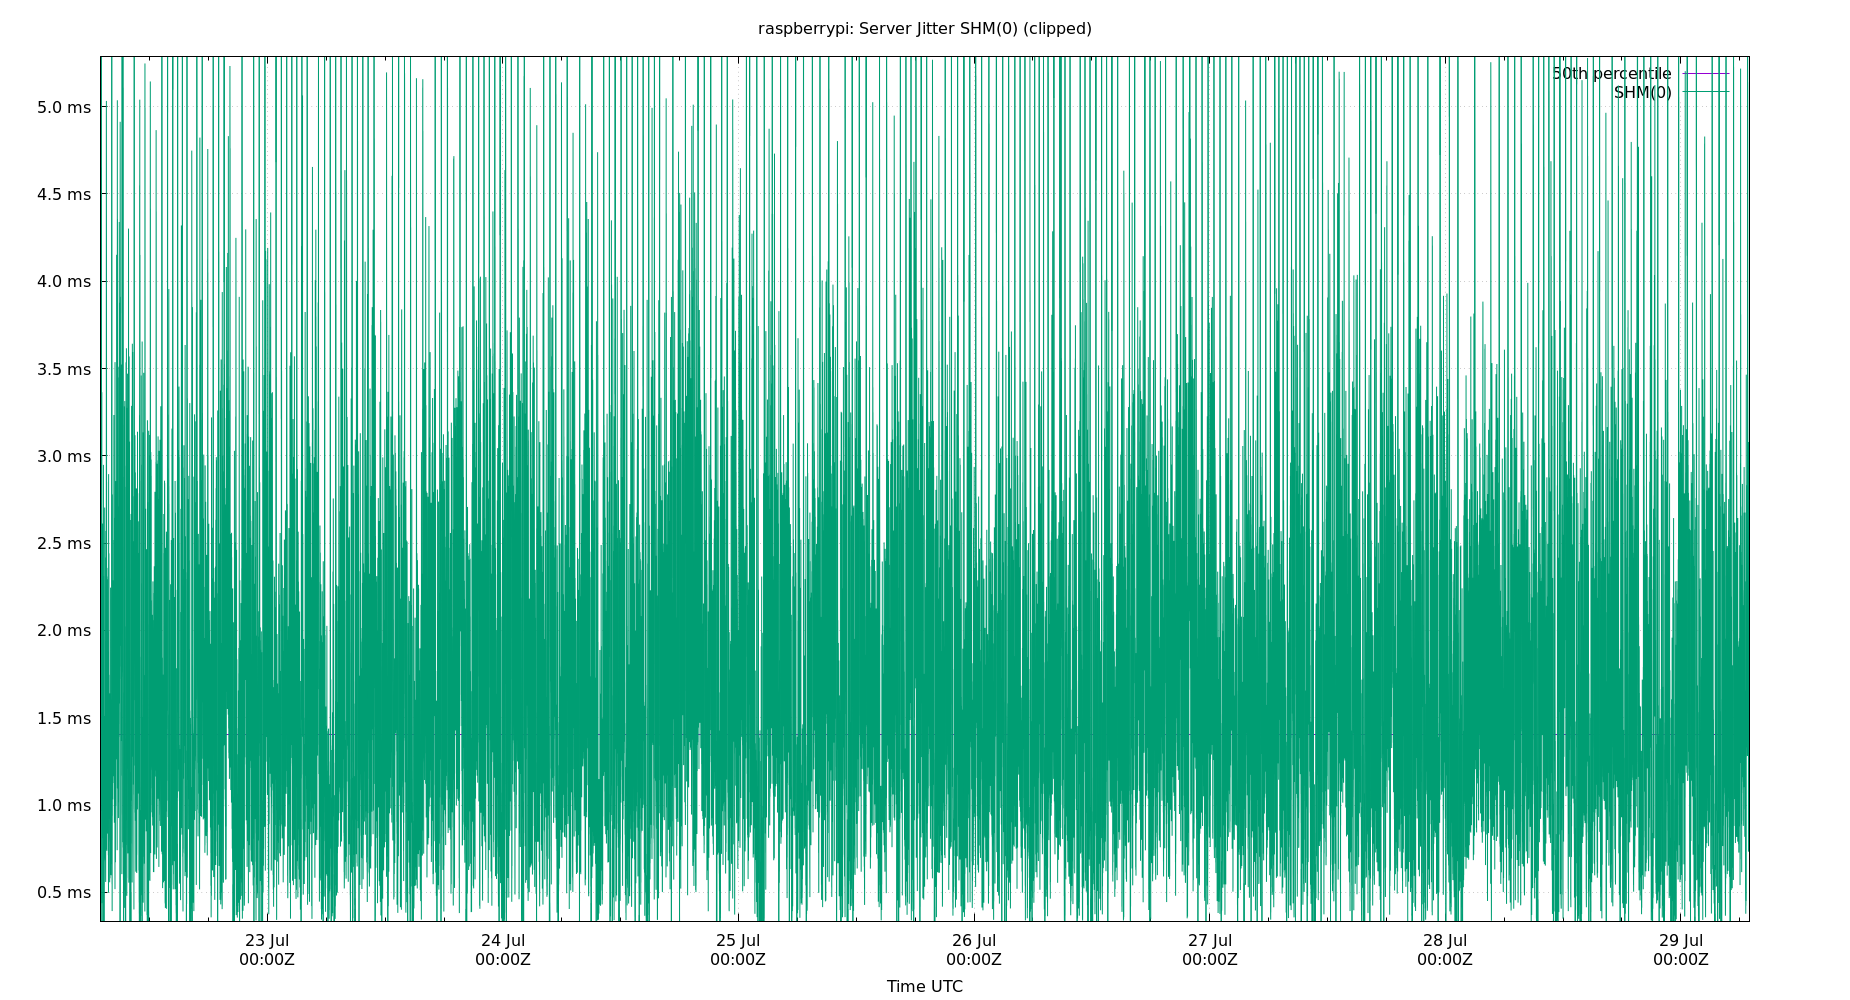 raspberrypi: Server Jitter SHM(0) (clipped)
50th percentile
SHM(0)
5.0 ms
4.5 ms
4.0 ms
3.5 ms
3.0 ms
2.5 ms
2.0 ms
1.5 ms
1.0 ms
0.5 ms
23 Jul 24 Jul 25 Jul 26 Jul 27 Jul 28 Jul 29 Jul
00:00Z 00:00Z 00:00Z 00:00Z 00:00Z 00:00Z 00:00Z
Time UTC